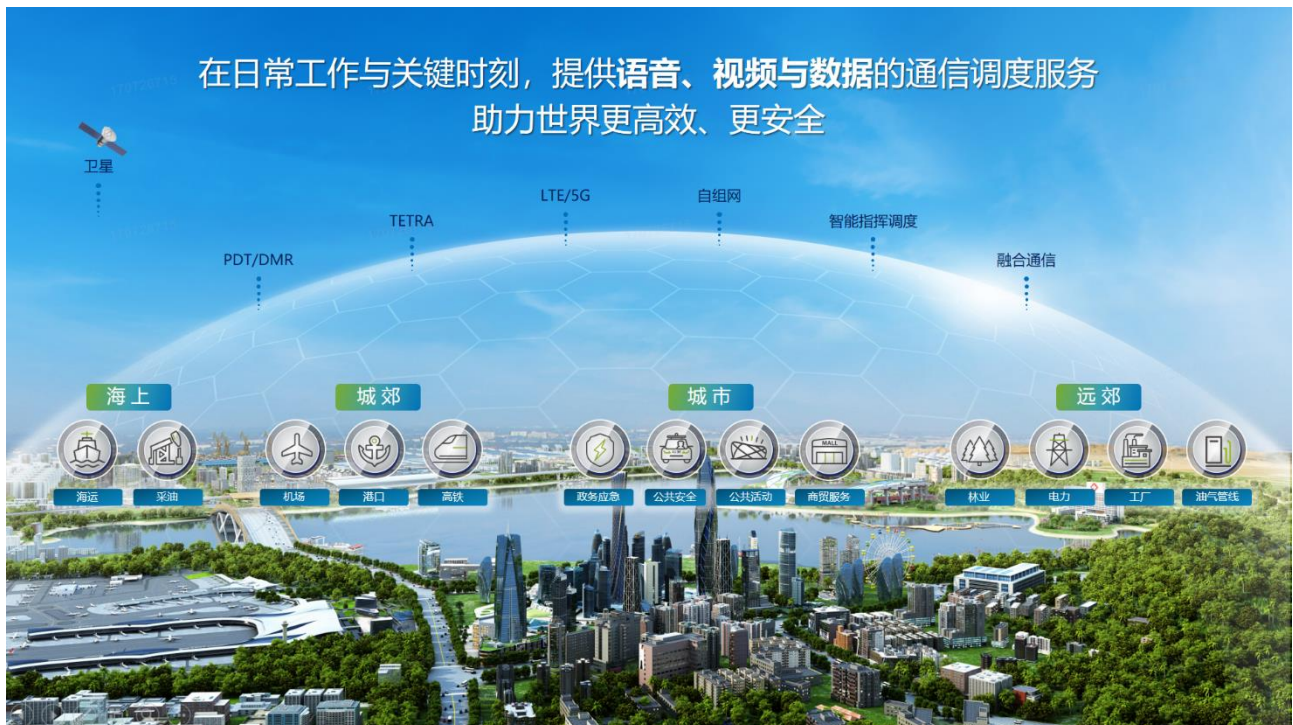 在日常工作与关键时刻，提供语音、视频与数据的通信调度服务
助力世界更高效、更安全
卫星
PDT/DMR
TETRA
LTE/5G
自组网
智能指挥调度
融合通信
海上
城郊
城市
远郊
MALL
海运
采油
机场
港口
高铁
政务应急
公共安全
公共活动
商贸服务
林业
电力
工厂
油气管线